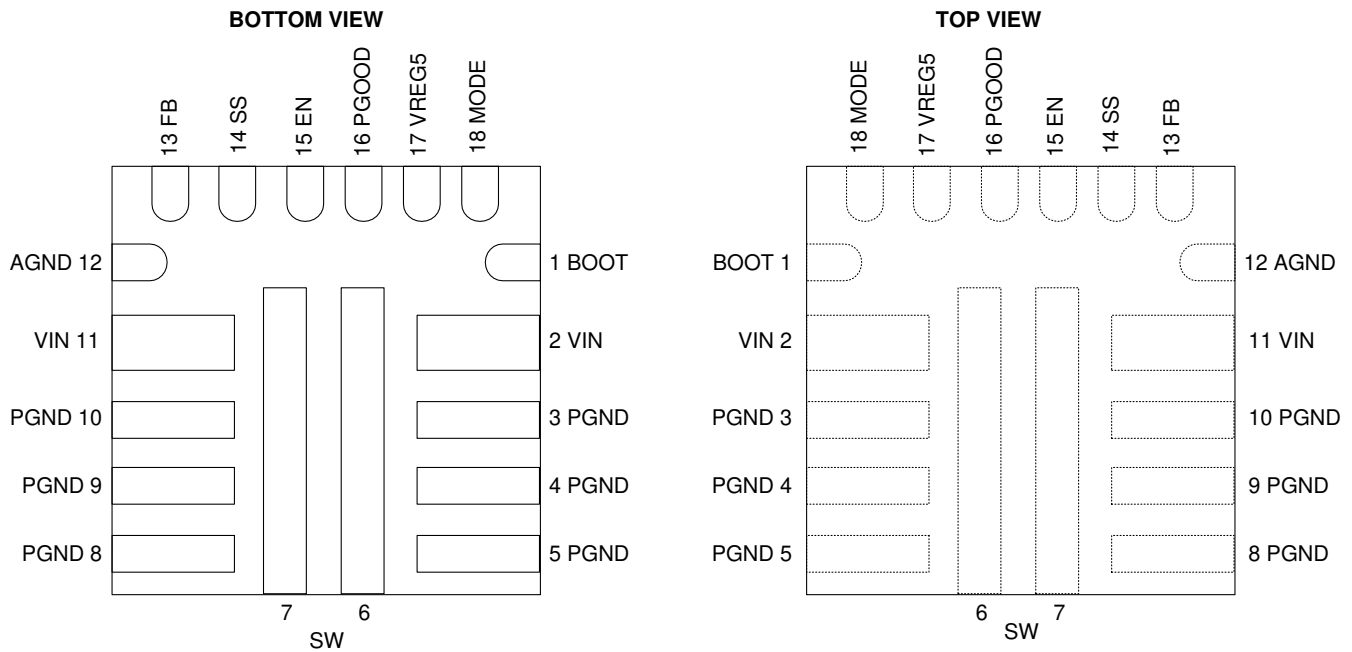 BOTTOM VIEW
13 FB
14 SS
15 EN
16 PGOOD
17 VREG5
18 MODE
AGND 12
1 BOOT
VIN 11
2 VIN
PGND 10
3 PGND
PGND 9
4 PGND
PGND 8
5 PGND
7
6
SW
TOP VIEW
18 MODE
17 VREG5
16 PGOOD
15 EN
14 SS
13 FB
BOOT 1
12 AGND
VIN 2
11 VIN
PGND 3
10 PGND
PGND 4
9 PGND
PGND 5
8 PGND
6
7
SW